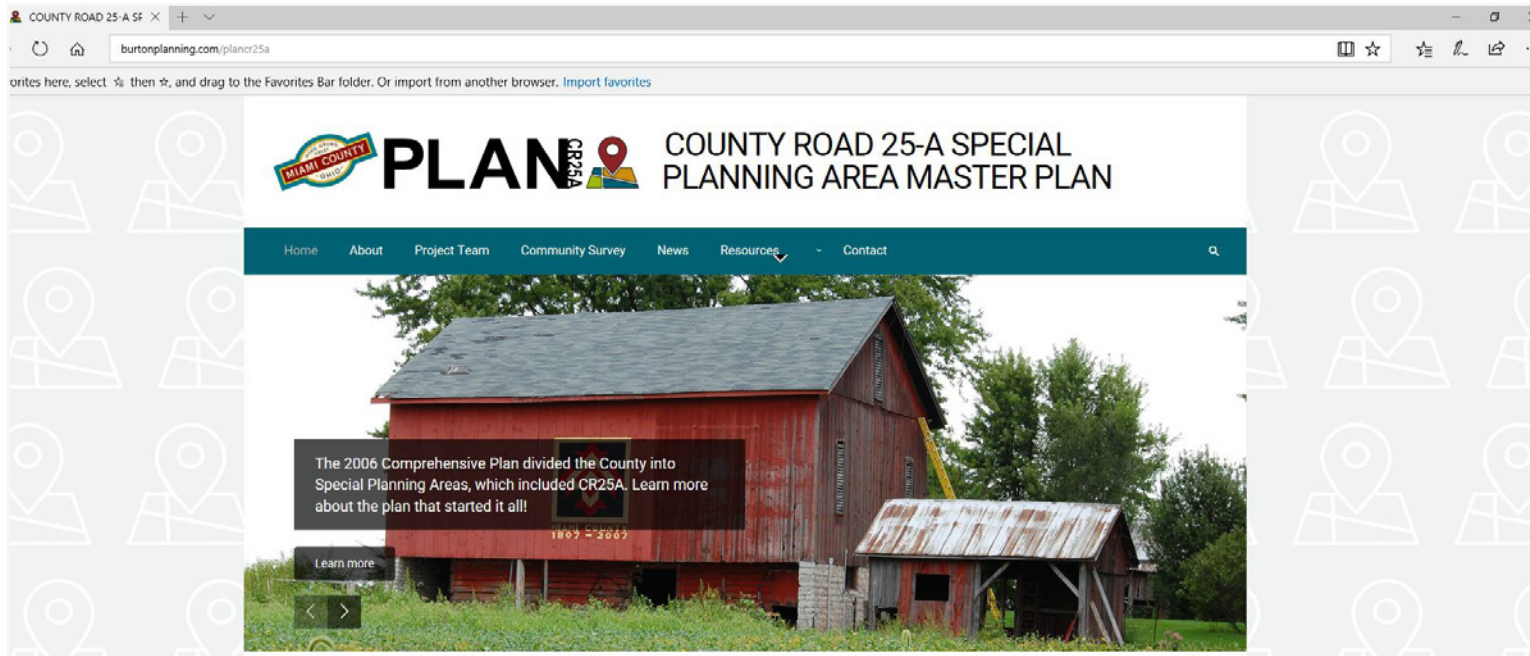 COUNTY ROAD 25-A SF
burtonplanning.com/plancr25a
orites here, select then , and drag to the Favorites Bar folder. Or import from another browser. Import favorites
MIAMI COUNTY
OHIO
PLAN
CR25A
COUNTY ROAD 25-A SPECIAL
PLANNING AREA MASTER PLAN
Home About Project Team Community Survey News Resources Contact
The 2006 Comprehensive Plan divided the County into
Special Planning Areas, which included CR25A. Learn more
about the plan that started it all!
MIAMI COUNTY
1807 - 2007
Learn more